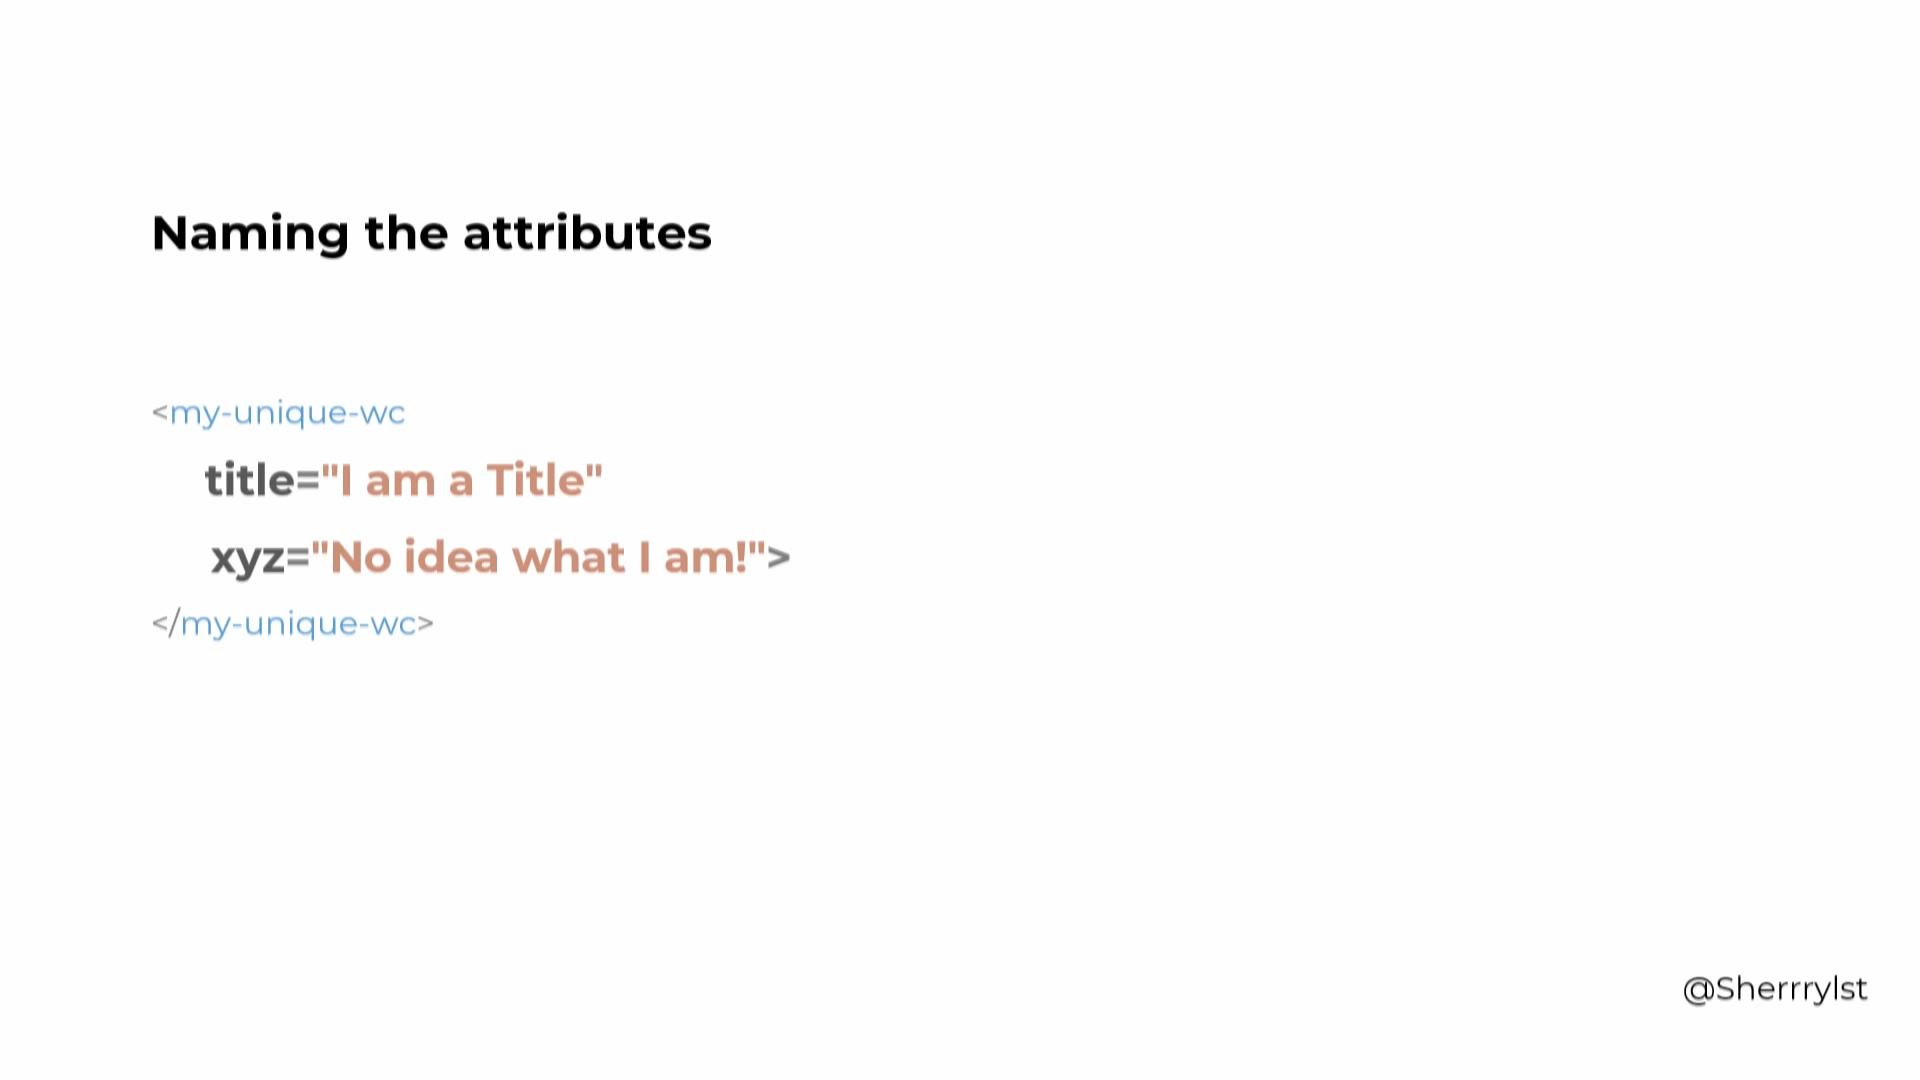 Naming the attributes
<my-unique-wc
title="I am a Title"
xyz="No idea what I am!">
</my-unique-wc>
@Sherrrylst